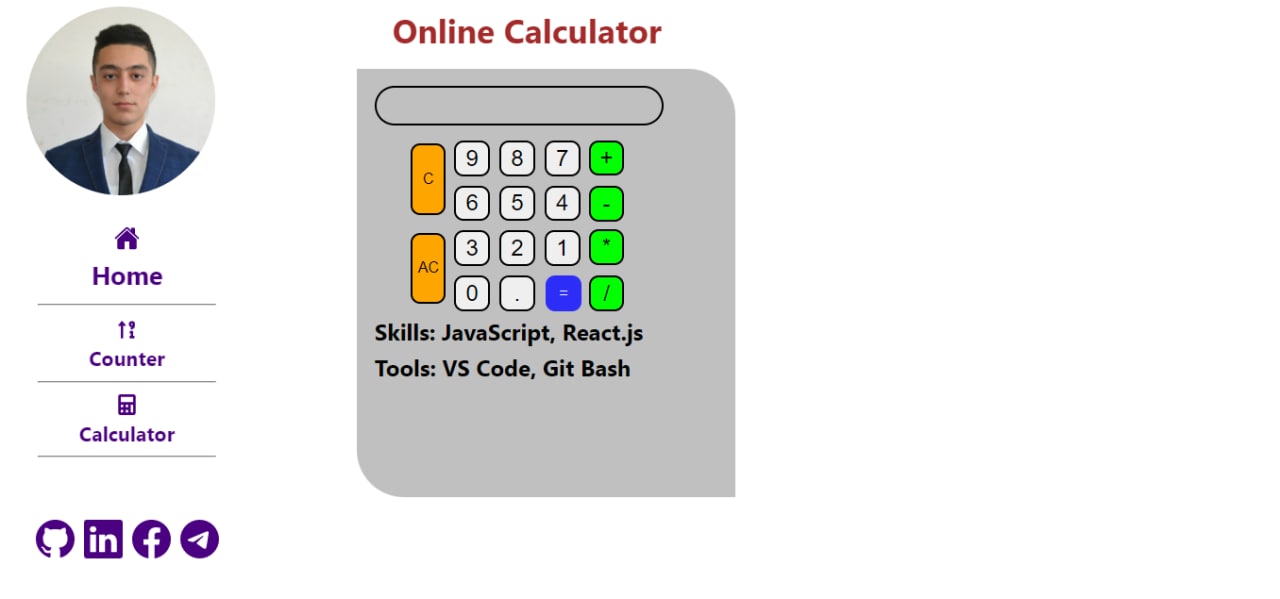 Online Calculator
C
9 8 7 +
6 5 4 -
AC
3 2 1 *
0 . = /
Skills: JavaScript, React.js
Tools: VS Code, Git Bash
Home
Counter
Calculator
in